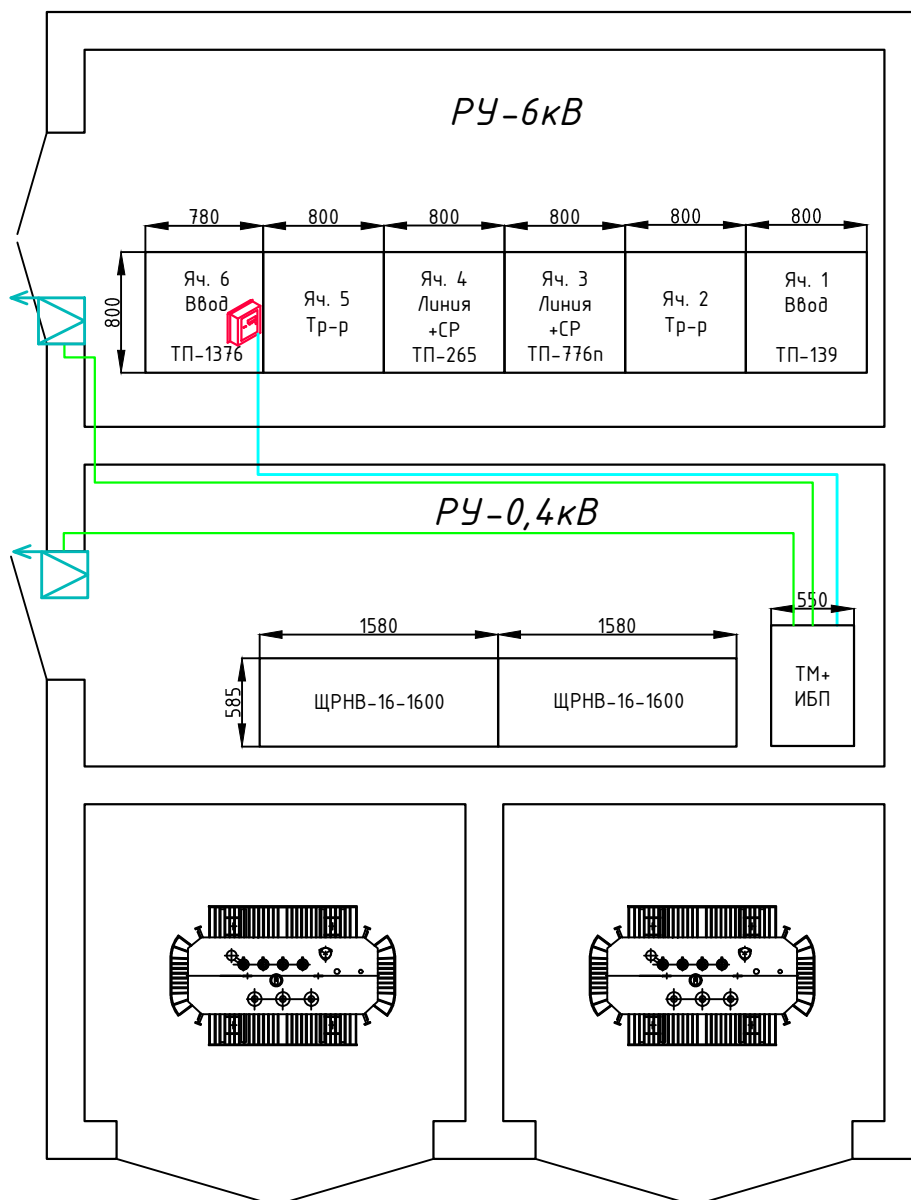 РУ-6кВ
780
800
800
800
800
800
800
Яч. 6
Ввод
ТП-1376
Яч. 5
Тр-р
Яч. 4
Линия
+СР
ТП-265
Яч. 3
Линия
+СР
ТП-776п
Яч. 2
Тр-р
Яч. 1
Ввод
ТП-139
РУ-0,4кВ
1580
1580
550
585
ЩРНВ-16-1600
ЩРНВ-16-1600
ТМ+
ИБП